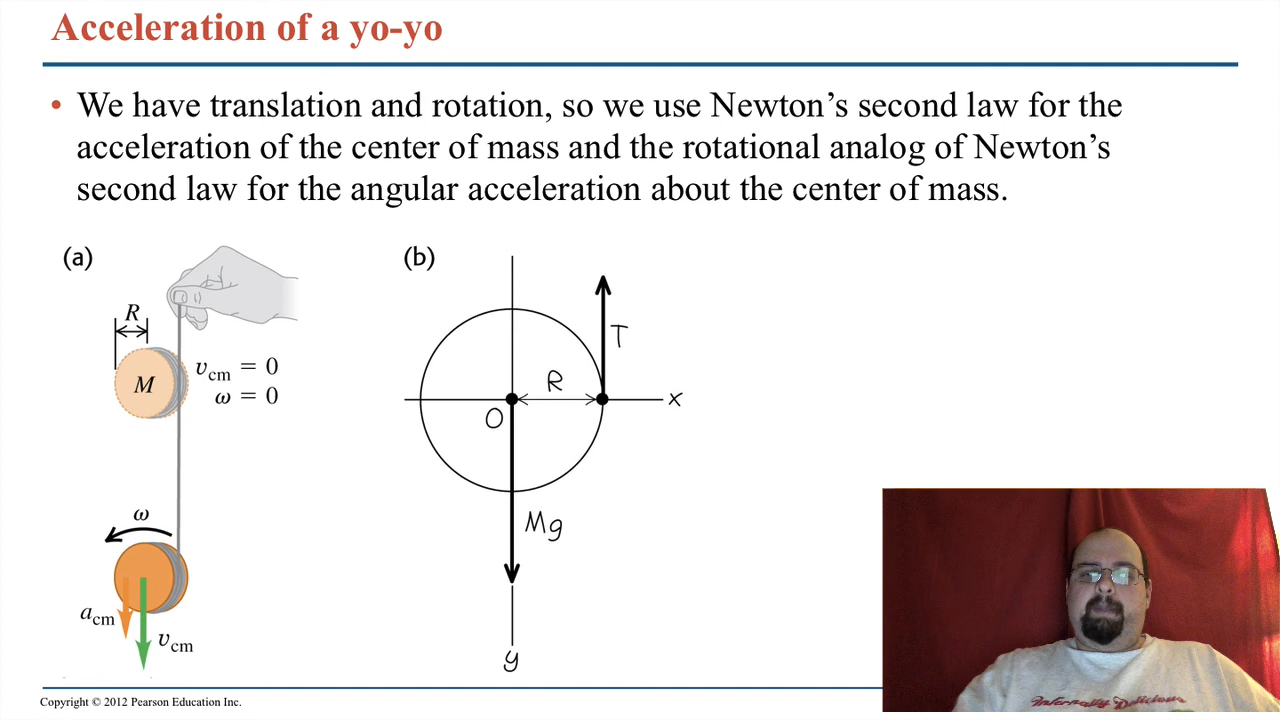 Acceleration of a yo-yo
• We have translation and rotation, so we use Newton’s second law for the
acceleration of the center of mass and the rotational analog of Newton’s
second law for the angular acceleration about the center of mass.
(a)
R
M
v_cm = 0
ω = 0
ω
a_cm
v_cm
(b)
T
R
x
O
Mg
y
Copyright © 2012 Pearson Education Inc.
Infernally Delicious